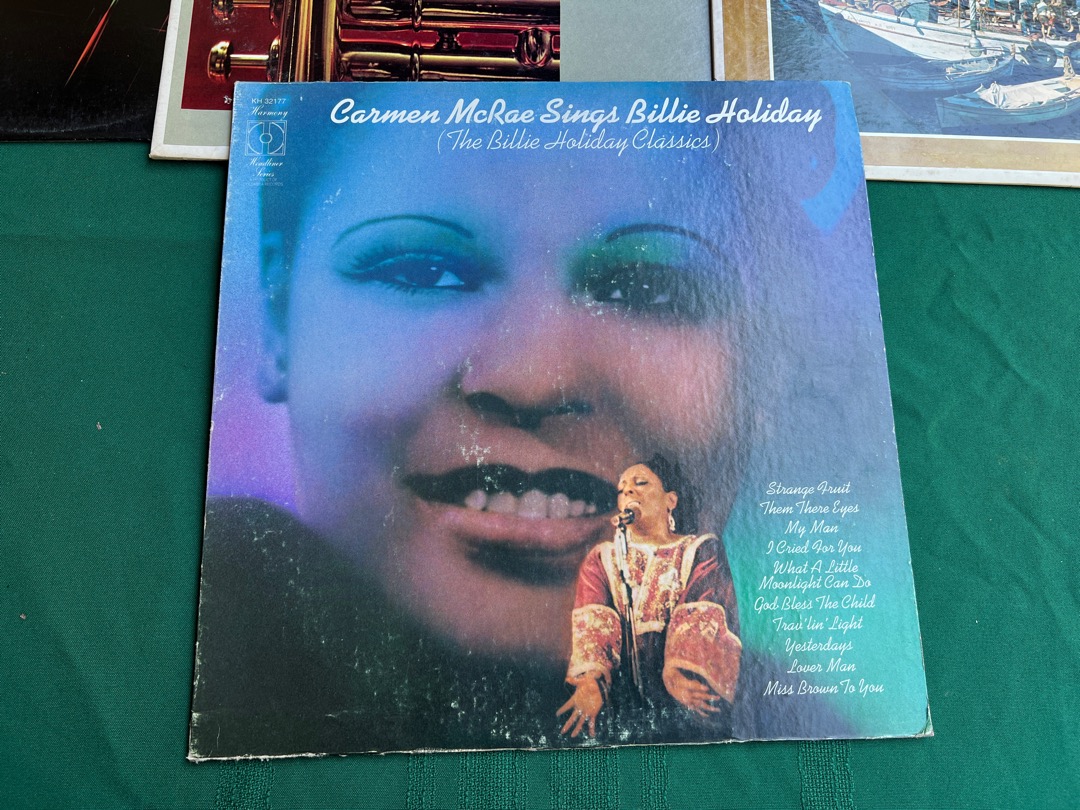 KH 32177
Harmony
Headliner
Series
Carmen McRae Sings Billie Holiday
(The Billie Holiday Classics)
Strange Fruit
Them There Eyes
My Man
I Cried For You
What A Little
Moonlight Can Do
God Bless The Child
Trav'lin' Light
Yesterdays
Lover Man
Miss Brown To You